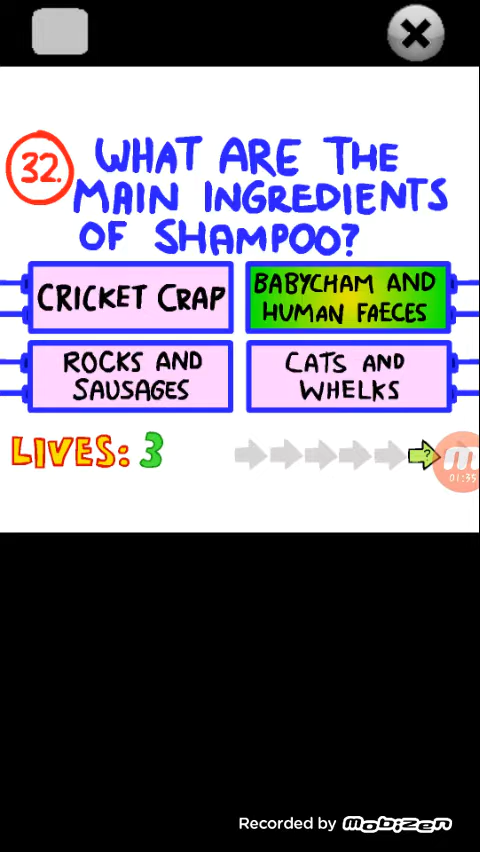 32.
WHAT ARE THE
MAIN INGREDIENTS
OF SHAMPOO?
CRICKET CRAP
BABYCHAM AND
HUMAN FAECES
ROCKS AND
SAUSAGES
CATS AND
WHELKS
LIVES: 3
?
m
01:35
Recorded by mobizen